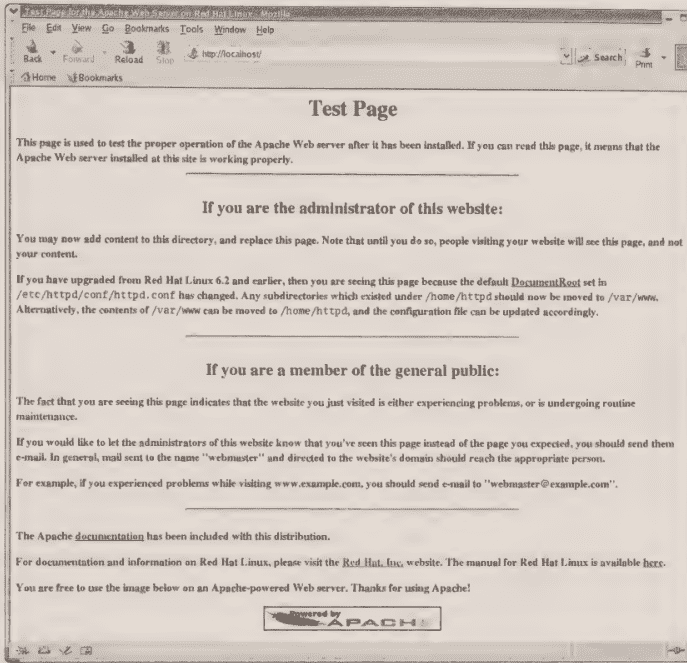 Test Page for the Apache Web Server on Red Hat Linux - Mozilla
File Edit View Go Bookmarks Tools Window Help
Back Forward Reload Stop http://localhost/ Search Print
Home Bookmarks
Test Page
This page is used to test the proper operation of the Apache Web server after it has been installed. If you can read this page, it means that the
Apache Web server installed at this site is working properly.
If you are the administrator of this website:
You may now add content to this directory, and replace this page. Note that until you do so, people visiting your website will see this page, and not
your content.
If you have upgraded from Red Hat Linux 6.2 and earlier, then you are seeing this page because the default DocumentRoot set in
/etc/httpd/conf/httpd.conf has changed. Any subdirectories which existed under /home/httpd should now be moved to /var/www.
Alternatively, the contents of /var/www can be moved to /home/httpd, and the configuration file can be updated accordingly.
If you are a member of the general public:
The fact that you are seeing this page indicates that the website you just visited is either experiencing problems, or is undergoing routine
maintenance.
If you would like to let the administrators of this website know that you've seen this page instead of the page you expected, you should send them
e-mail. In general, mail sent to the name "webmaster" and directed to the website's domain should reach the appropriate person.
For example, if you experienced problems while visiting www.example.com, you should send e-mail to "webmaster@example.com".
The Apache documentation has been included with this distribution.
For documentation and information on Red Hat Linux, please visit the Red Hat, Inc. website. The manual for Red Hat Linux is available here.
You are free to use the image below on an Apache-powered Web server. Thanks for using Apache!
Powered by
APACHE